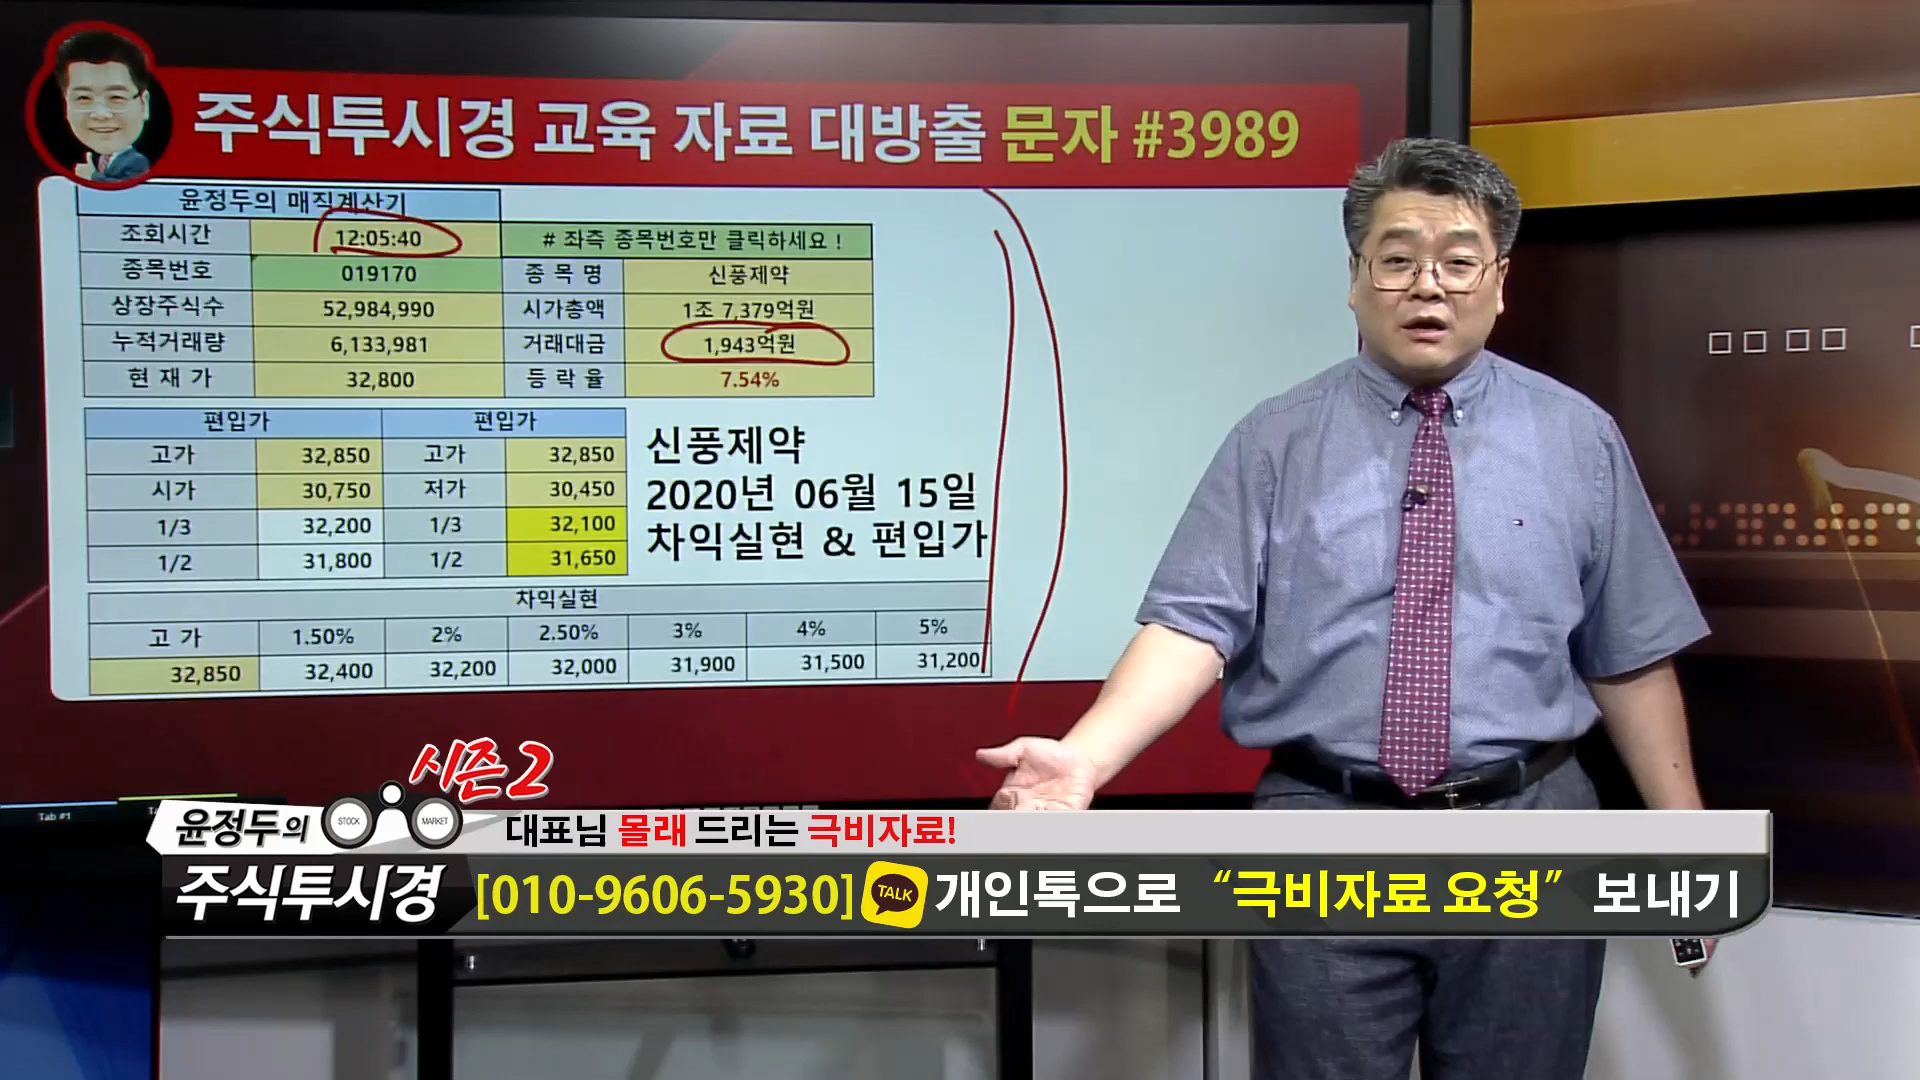 주식투시경 교육 자료 대방출 문자 #3989
윤정두의 매직계산기
조회시간 12:05:40 # 좌측 종목번호만 클릭하세요 !
종목번호 019170 종 목 명 신풍제약
상장주식수 52,984,990 시가총액 1조 7,379억원
누적거래량 6,133,981 거래대금 1,943억원
현 재 가 32,800 등 락 율 7.54%
편입가 편입가
고가 32,850 고가 32,850
시가 30,750 저가 30,450
1/3 32,200 1/3 32,100
1/2 31,800 1/2 31,650
신풍제약
2020년 06월 15일
차익실현 & 편입가
차익실현
고 가 1.50% 2% 2.50% 3% 4% 5%
32,850 32,400 32,200 32,000 31,900 31,500 31,200
Tab #1
시즌2
윤정두의 STOCK MARKET
주식투시경
대표님 몰래 드리는 극비자료!
[010-9606-5930] TALK 개인톡으로 “극비자료 요청” 보내기